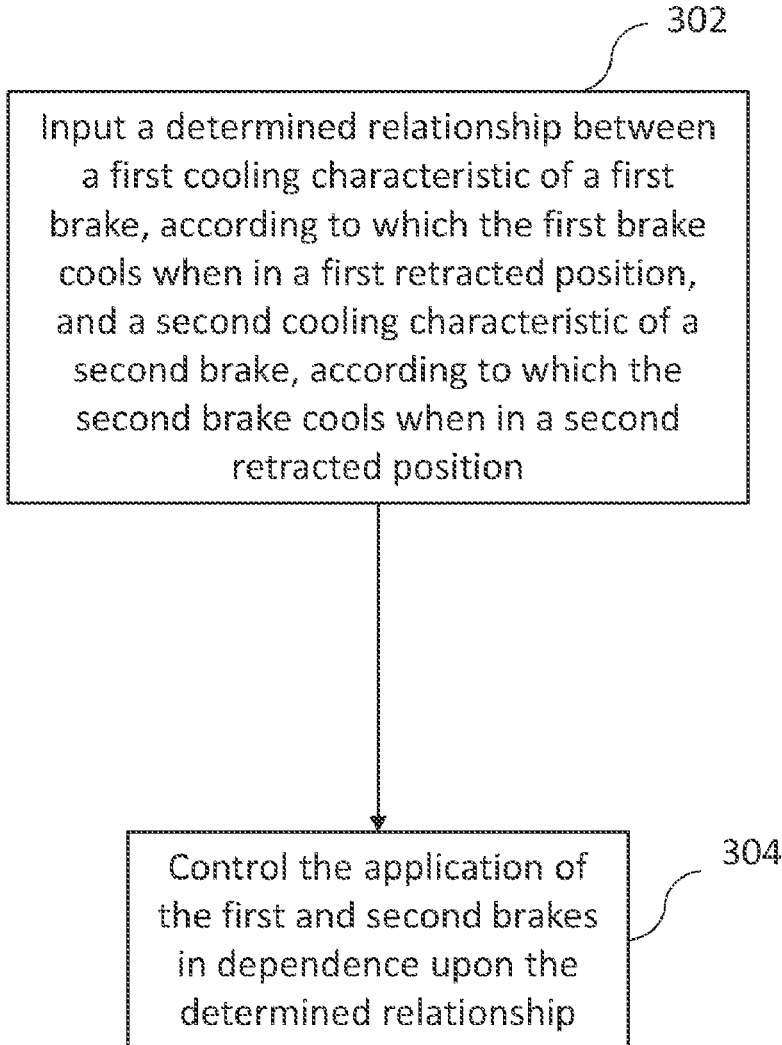 302
Input a determined relationship between
a first cooling characteristic of a first
brake, according to which the first brake
cools when in a first retracted position,
and a second cooling characteristic of a
second brake, according to which the
second brake cools when in a second
retracted position
304
Control the application of
the first and second brakes
in dependence upon the
determined relationship